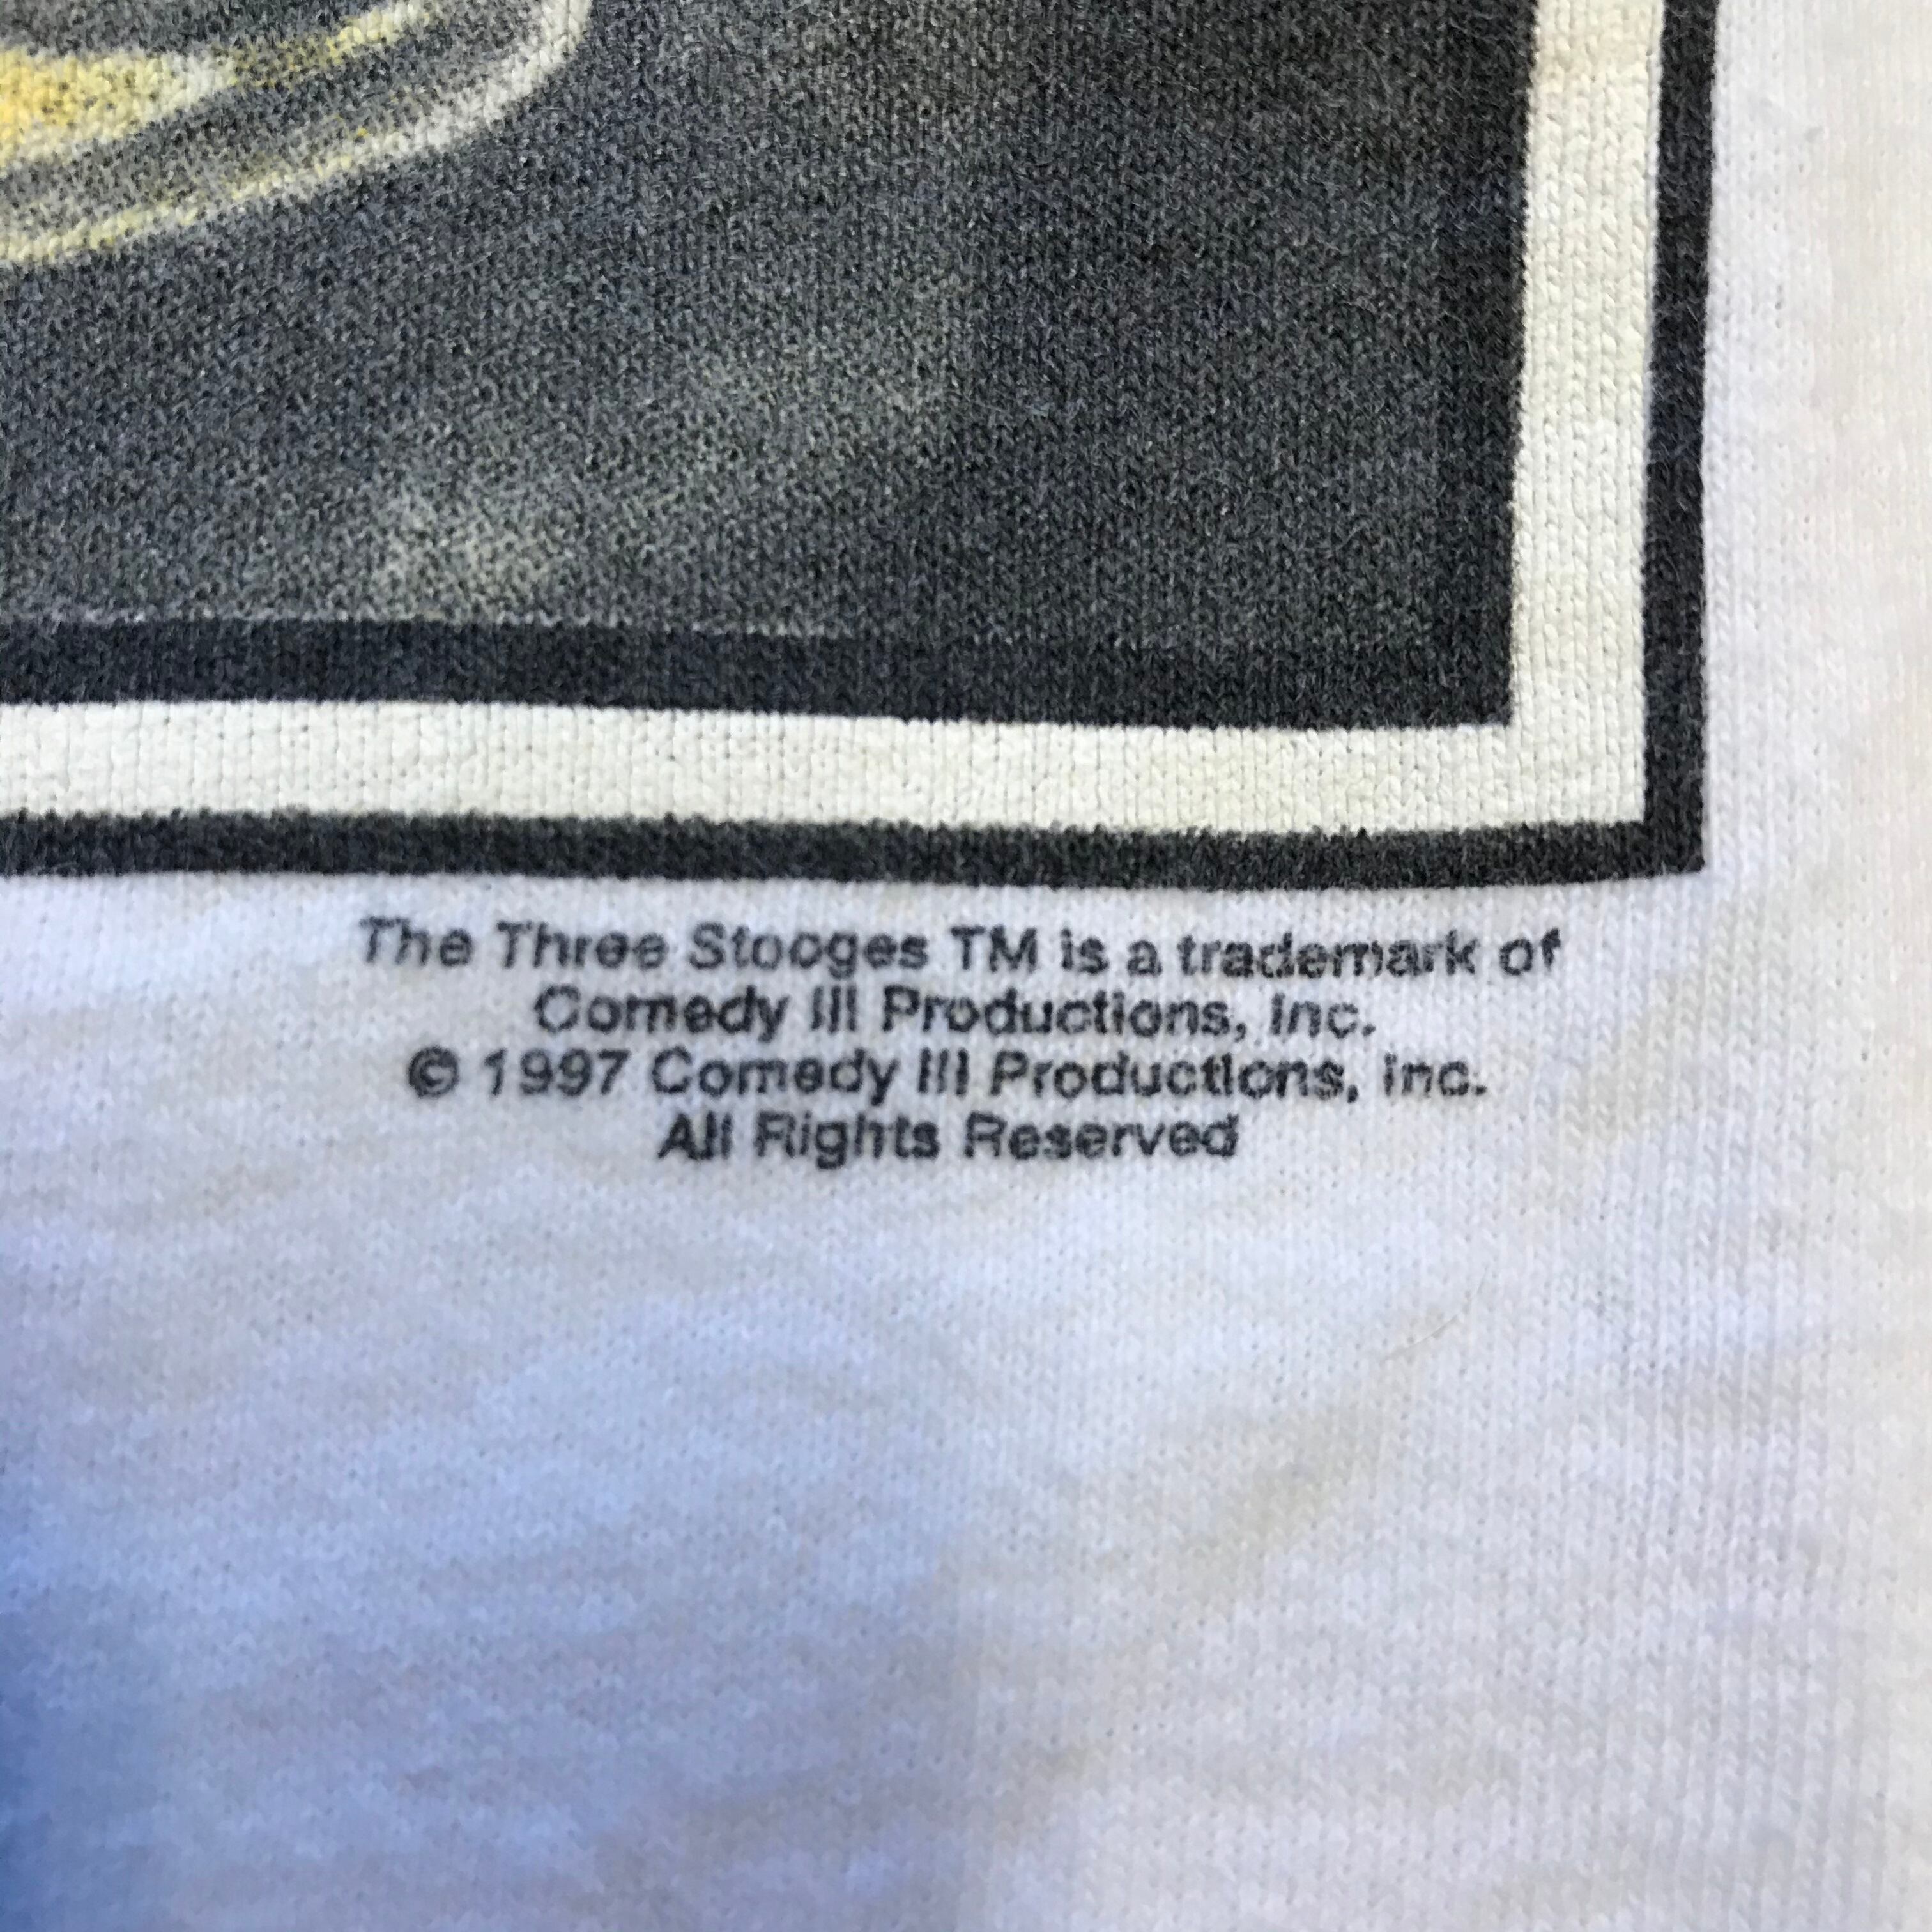 The Three Stooges TM is a trademark of
Comedy III Productions, Inc.
© 1997 Comedy III Productions, Inc.
All Rights Reserved